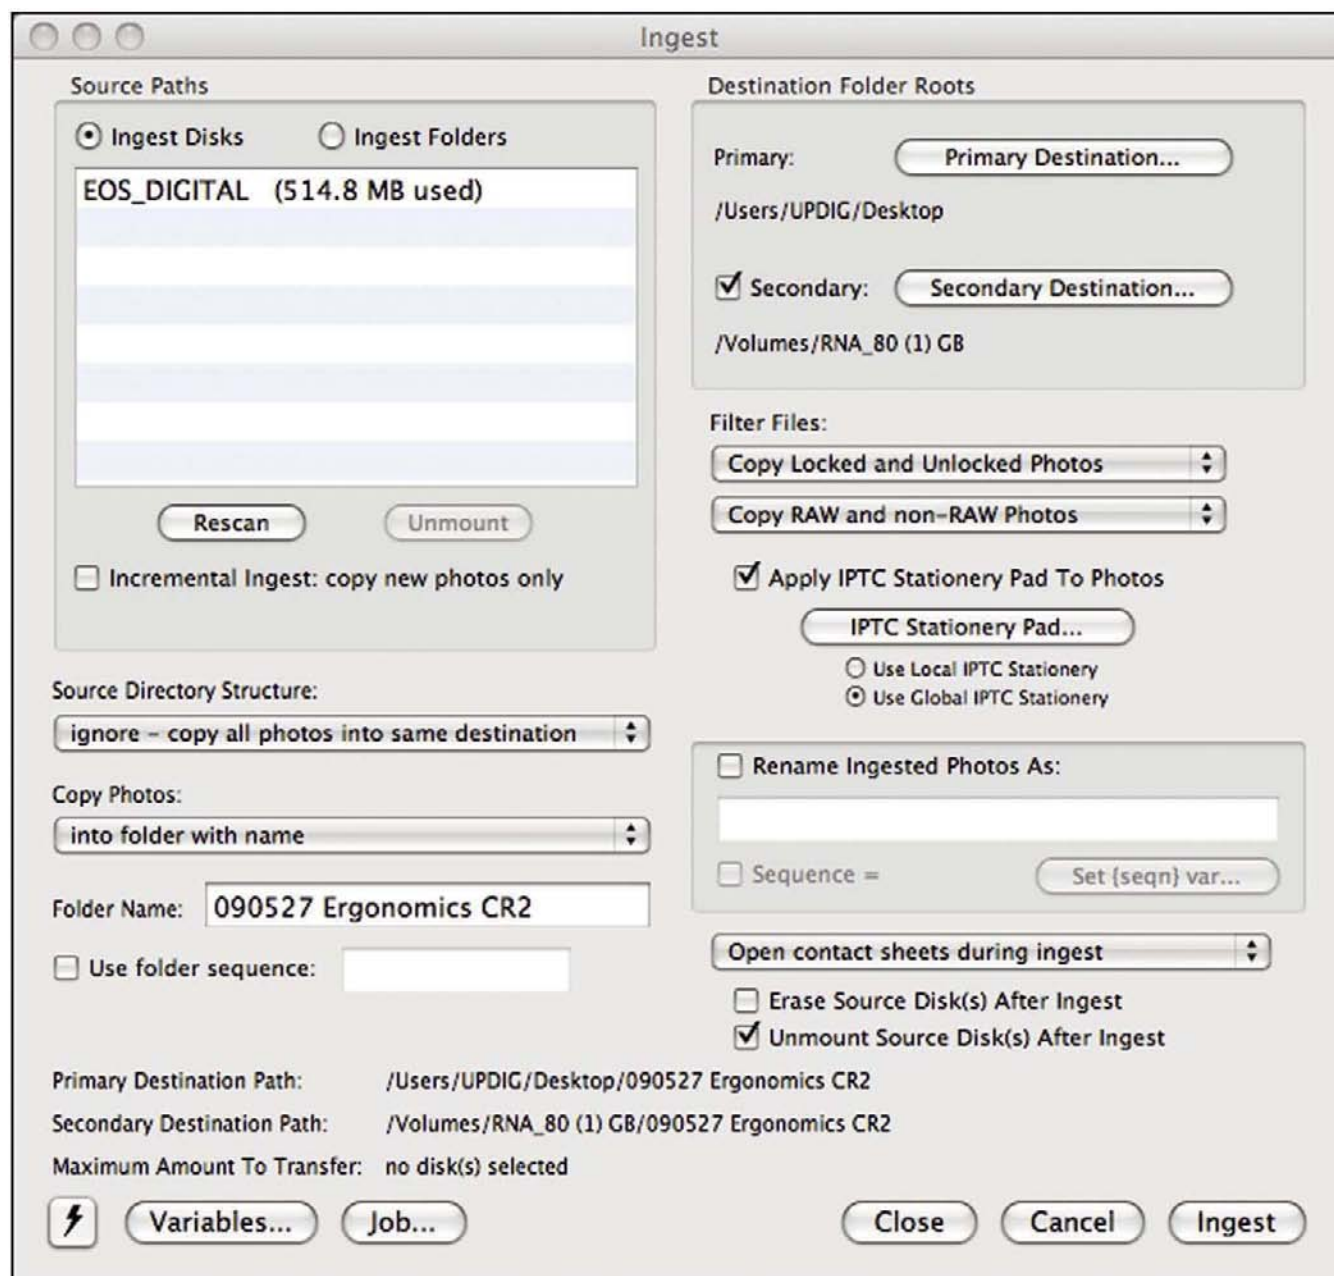 Ingest
Source Paths
Ingest Disks Ingest Folders
EOS_DIGITAL (514.8 MB used)
Rescan Unmount
Incremental Ingest: copy new photos only
Source Directory Structure:
ignore - copy all photos into same destination
Copy Photos:
into folder with name
Folder Name: 090527 Ergonomics CR2
Use folder sequence:
Destination Folder Roots
Primary: Primary Destination...
/Users/UPDIG/Desktop
Secondary: Secondary Destination...
/Volumes/RNA_80 (1) GB
Filter Files:
Copy Locked and Unlocked Photos
Copy RAW and non-RAW Photos
Apply IPTC Stationery Pad To Photos
IPTC Stationery Pad...
Use Local IPTC Stationery
Use Global IPTC Stationery
Rename Ingested Photos As:
Sequence = Set {seqn} var...
Open contact sheets during ingest
Erase Source Disk(s) After Ingest
Unmount Source Disk(s) After Ingest
Primary Destination Path: /Users/UPDIG/Desktop/090527 Ergonomics CR2
Secondary Destination Path: /Volumes/RNA_80 (1) GB/090527 Ergonomics CR2
Maximum Amount To Transfer: no disk(s) selected
Variables... Job... Close Cancel Ingest